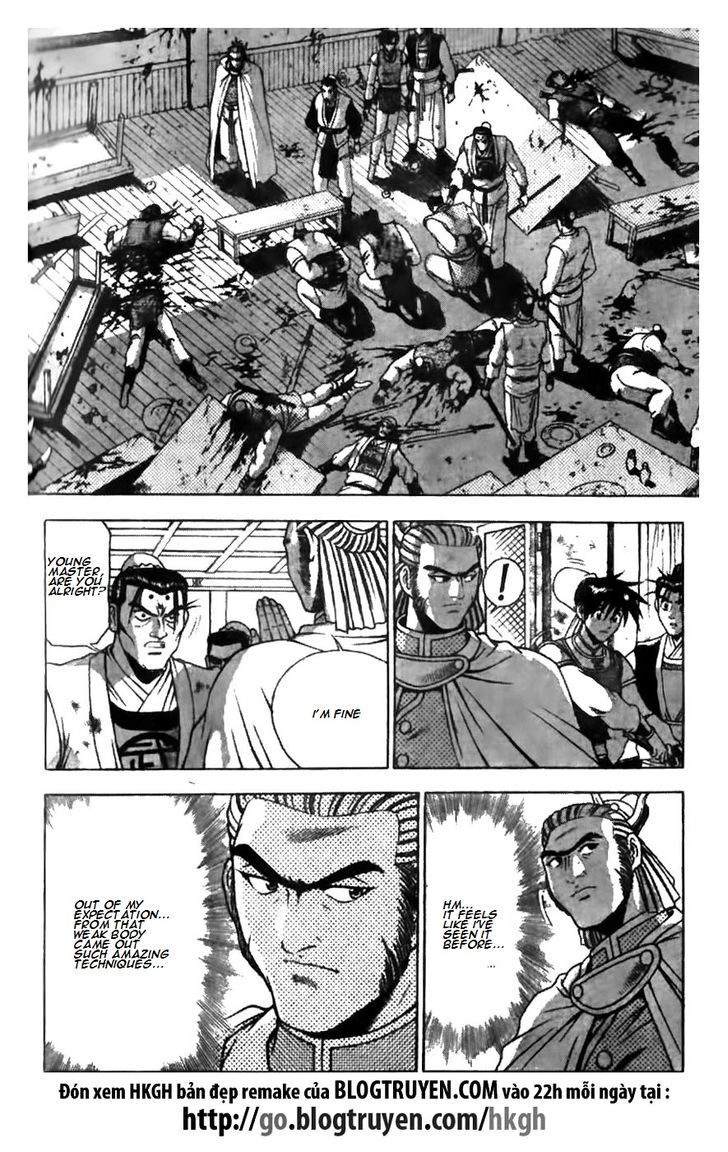 YOUNG
MASTER,
ARE YOU
ALRIGHT?
I'M FINE
!
OUT OF MY
EXPECTATION...
FROM THAT
WEAK BODY
CAME OUT
SUCH AMAZING
TECHNIQUES...
HM...
IT FEELS
LIKE I'VE
SEEN IT
BEFORE...
...
Đón xem HKGH bản đẹp remake của BLOGTRUYEN.COM vào 22h mỗi ngày tại :
http://go.blogtruyen.com/hkgh